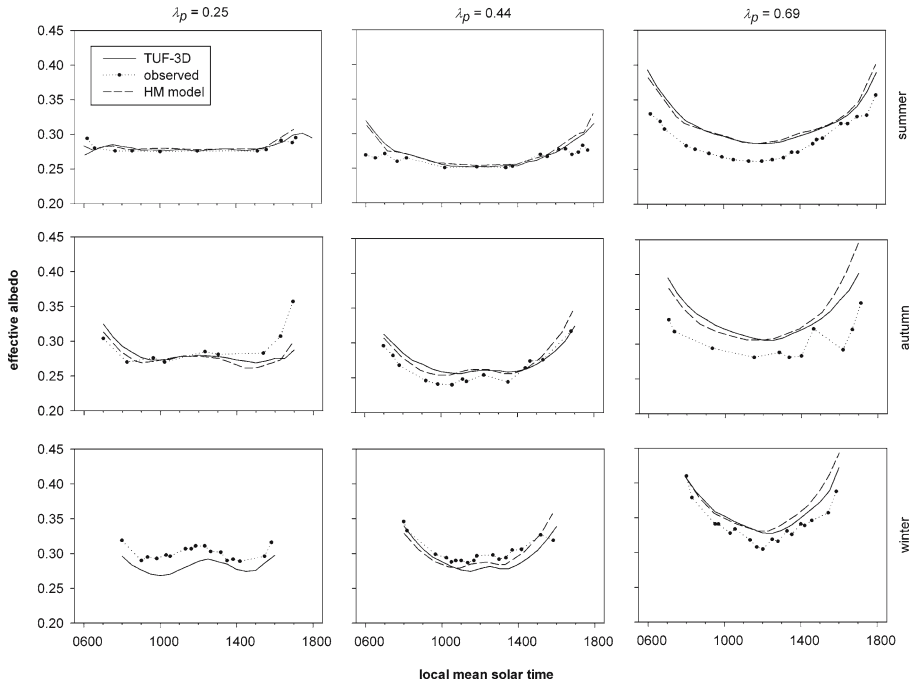 λp = 0.25 λp = 0.44 λp = 0.69
0.45
0.40
0.35
0.30
0.25
0.20
TUF-3D
observed
HM model
summer
0.45
0.40
0.35
0.30
0.25
0.20
effective albedo
autumn
0.45
0.40
0.35
0.30
0.25
0.20
winter
0600 1000 1400 1800 0600 1000 1400 1800 0600 1000 1400 1800
local mean solar time